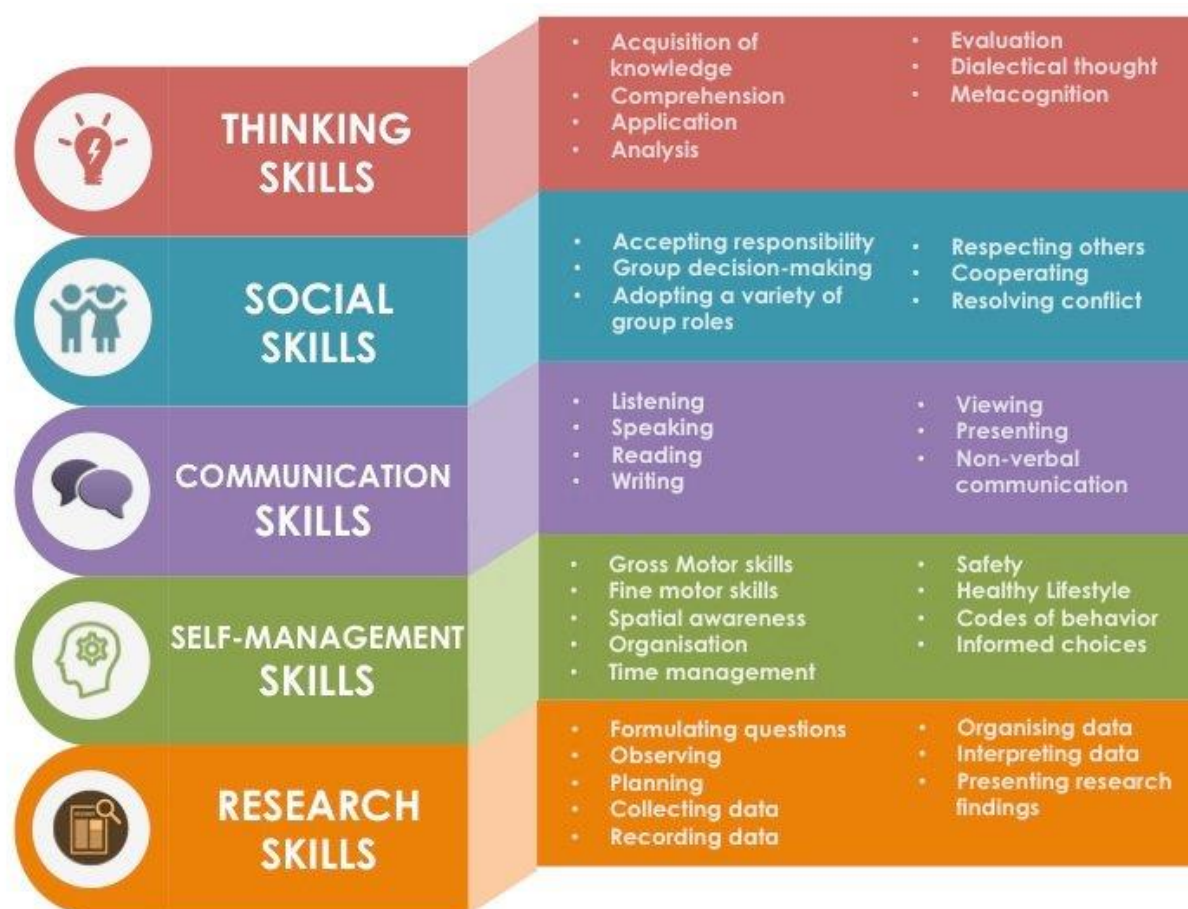 THINKING
SKILLS
• Acquisition of
knowledge
• Comprehension
• Application
• Analysis
• Evaluation
• Dialectical thought
• Metacognition
SOCIAL
SKILLS
• Accepting responsibility
• Group decision-making
• Adopting a variety of
group roles
• Respecting others
• Cooperating
• Resolving conflict
COMMUNICATION
SKILLS
• Listening
• Speaking
• Reading
• Writing
• Viewing
• Presenting
• Non-verbal
communication
SELF-MANAGEMENT
SKILLS
• Gross Motor skills
• Fine motor skills
• Spatial awareness
• Organisation
• Time management
• Safety
• Healthy Lifestyle
• Codes of behavior
• Informed choices
RESEARCH
SKILLS
• Formulating questions
• Observing
• Planning
• Collecting data
• Recording data
• Organising data
• Interpreting data
• Presenting research
findings